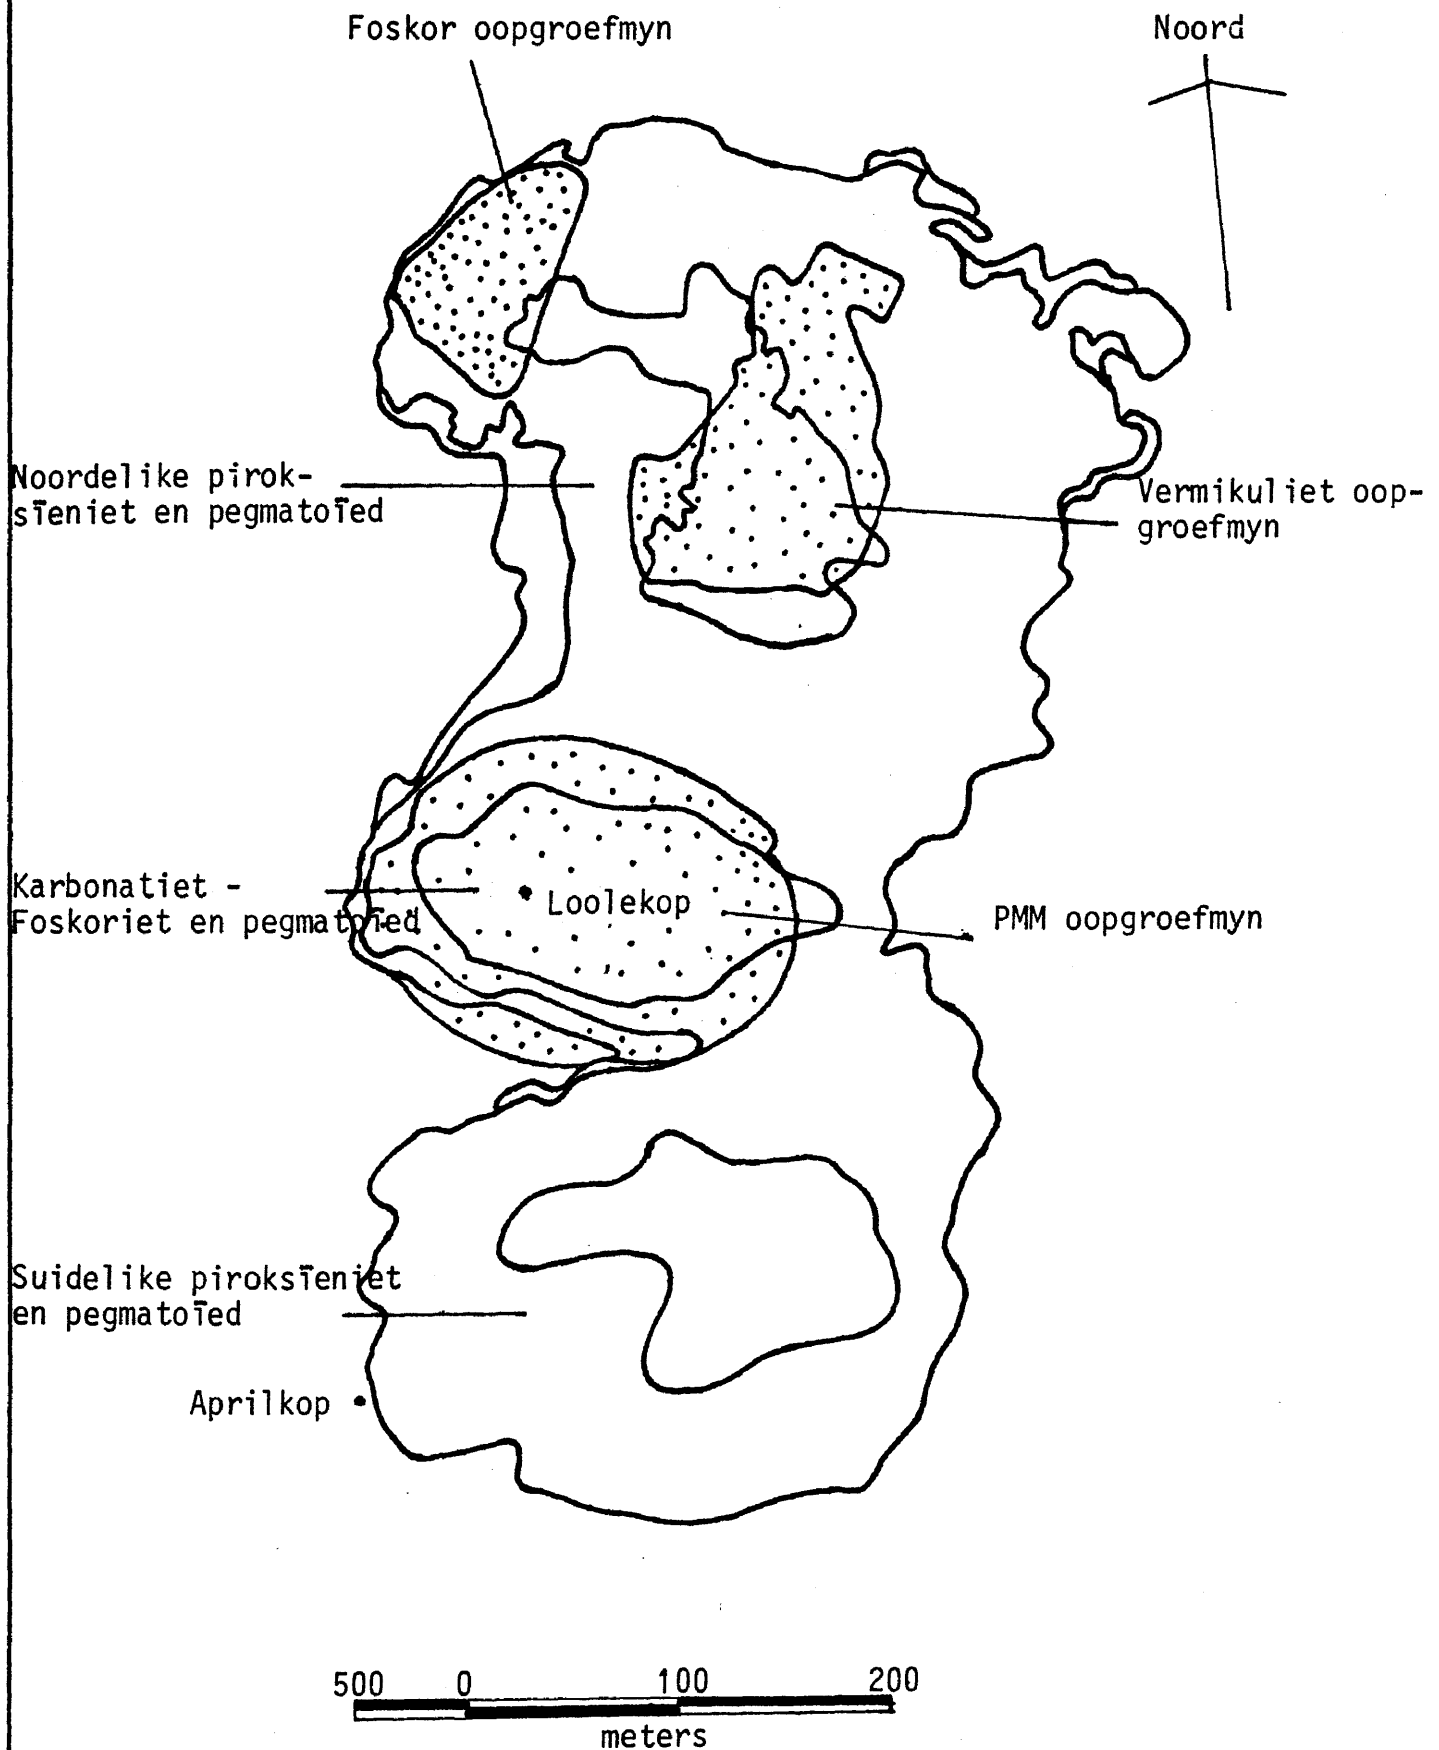 Foskor oopgroefmyn
Noord
Noordelike pirok-
sïeniet en pegmatoïed
Vermikuliet oop-
groefmyn
Karbonatiet -
Foskoriet en pegmatoïed
Loolekop
PMM oopgroefmyn
Suidelike piroksïeniet
en pegmatoïed
Aprilkop
500 0 100 200
meters